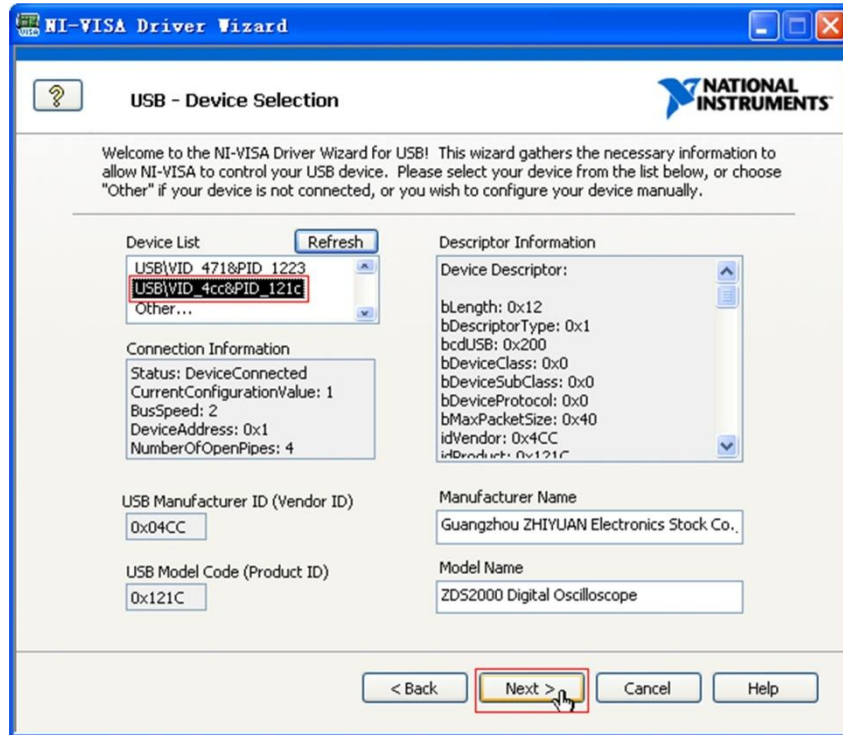 NI-VISA Driver Wizard
USB - Device Selection
NATIONAL
INSTRUMENTS™
Welcome to the NI-VISA Driver Wizard for USB! This wizard gathers the necessary information to
allow NI-VISA to control your USB device. Please select your device from the list below, or choose
"Other" if your device is not connected, or you wish to configure your device manually.
Device List
Refresh
USB\VID_471&PID_1223
USB\VID_4cc&PID_121c
Other...
Connection Information
Status: DeviceConnected
CurrentConfigurationValue: 1
BusSpeed: 2
DeviceAddress: 0x1
NumberOfOpenPipes: 4
USB Manufacturer ID (Vendor ID)
0x04CC
USB Model Code (Product ID)
0x121C
Descriptor Information
Device Descriptor:
bLength: 0x12
bDescriptorType: 0x1
bcdUSB: 0x200
bDeviceClass: 0x0
bDeviceSubClass: 0x0
bDeviceProtocol: 0x0
bMaxPacketSize: 0x40
idVendor: 0x4CC
idProduct: 0x121C
Manufacturer Name
Guangzhou ZHIYUAN Electronics Stock Co.,
Model Name
ZDS2000 Digital Oscilloscope
< Back
Next >
Cancel
Help